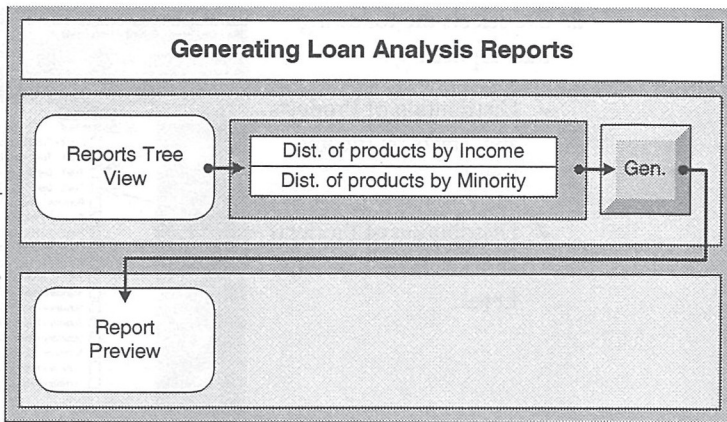 Generating Loan Analysis Reports
Reports Tree
View
Dist. of products by Income
Dist. of products by Minority
Gen.
Report
Preview